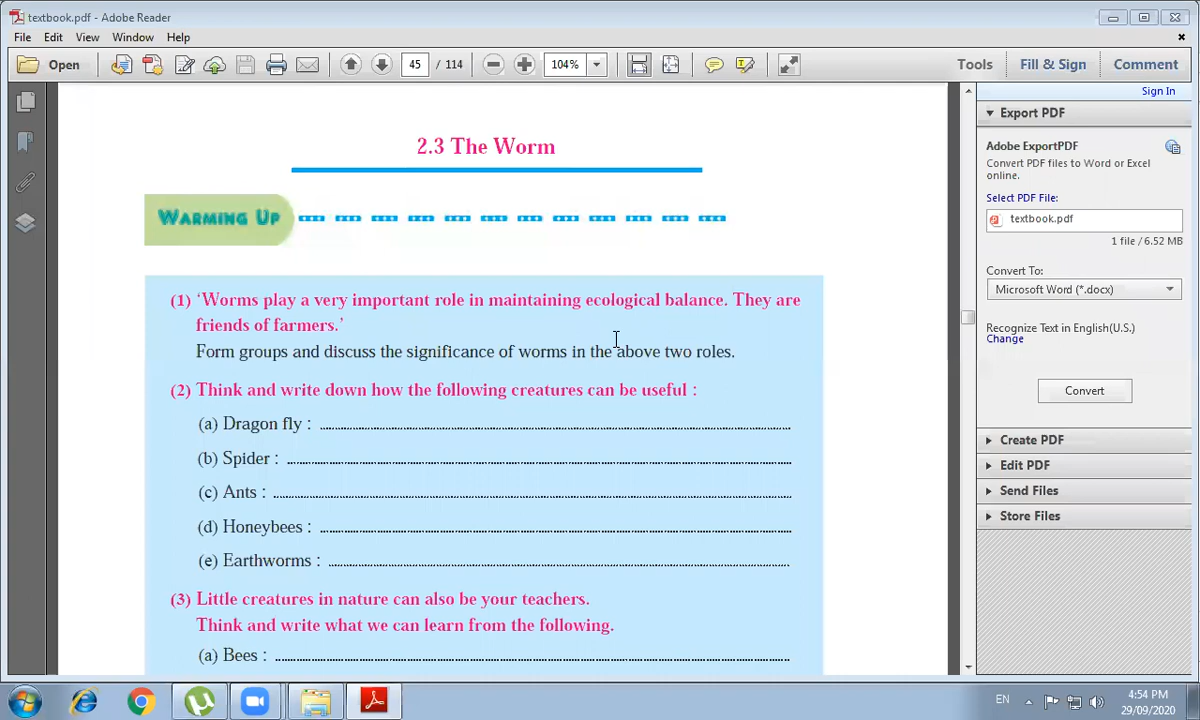 textbook.pdf - Adobe Reader
File Edit View Window Help
Open 45 / 114 104% Tools Fill & Sign Comment
Sign In
2.3 The Worm
WARMING UP
(1) ‘Worms play a very important role in maintaining ecological balance. They are
friends of farmers.’
Form groups and discuss the significance of worms in the above two roles.
(2) Think and write down how the following creatures can be useful :
(a) Dragon fly :
(b) Spider :
(c) Ants :
(d) Honeybees :
(e) Earthworms :
(3) Little creatures in nature can also be your teachers.
Think and write what we can learn from the following.
(a) Bees :
Export PDF
Adobe ExportPDF
Convert PDF files to Word or Excel
online.
Select PDF File:
textbook.pdf
1 file / 6.52 MB
Convert To:
Microsoft Word (*.docx)
Recognize Text in English(U.S.)
Change
Convert
Create PDF
Edit PDF
Send Files
Store Files
EN
4:54 PM
29/09/2020